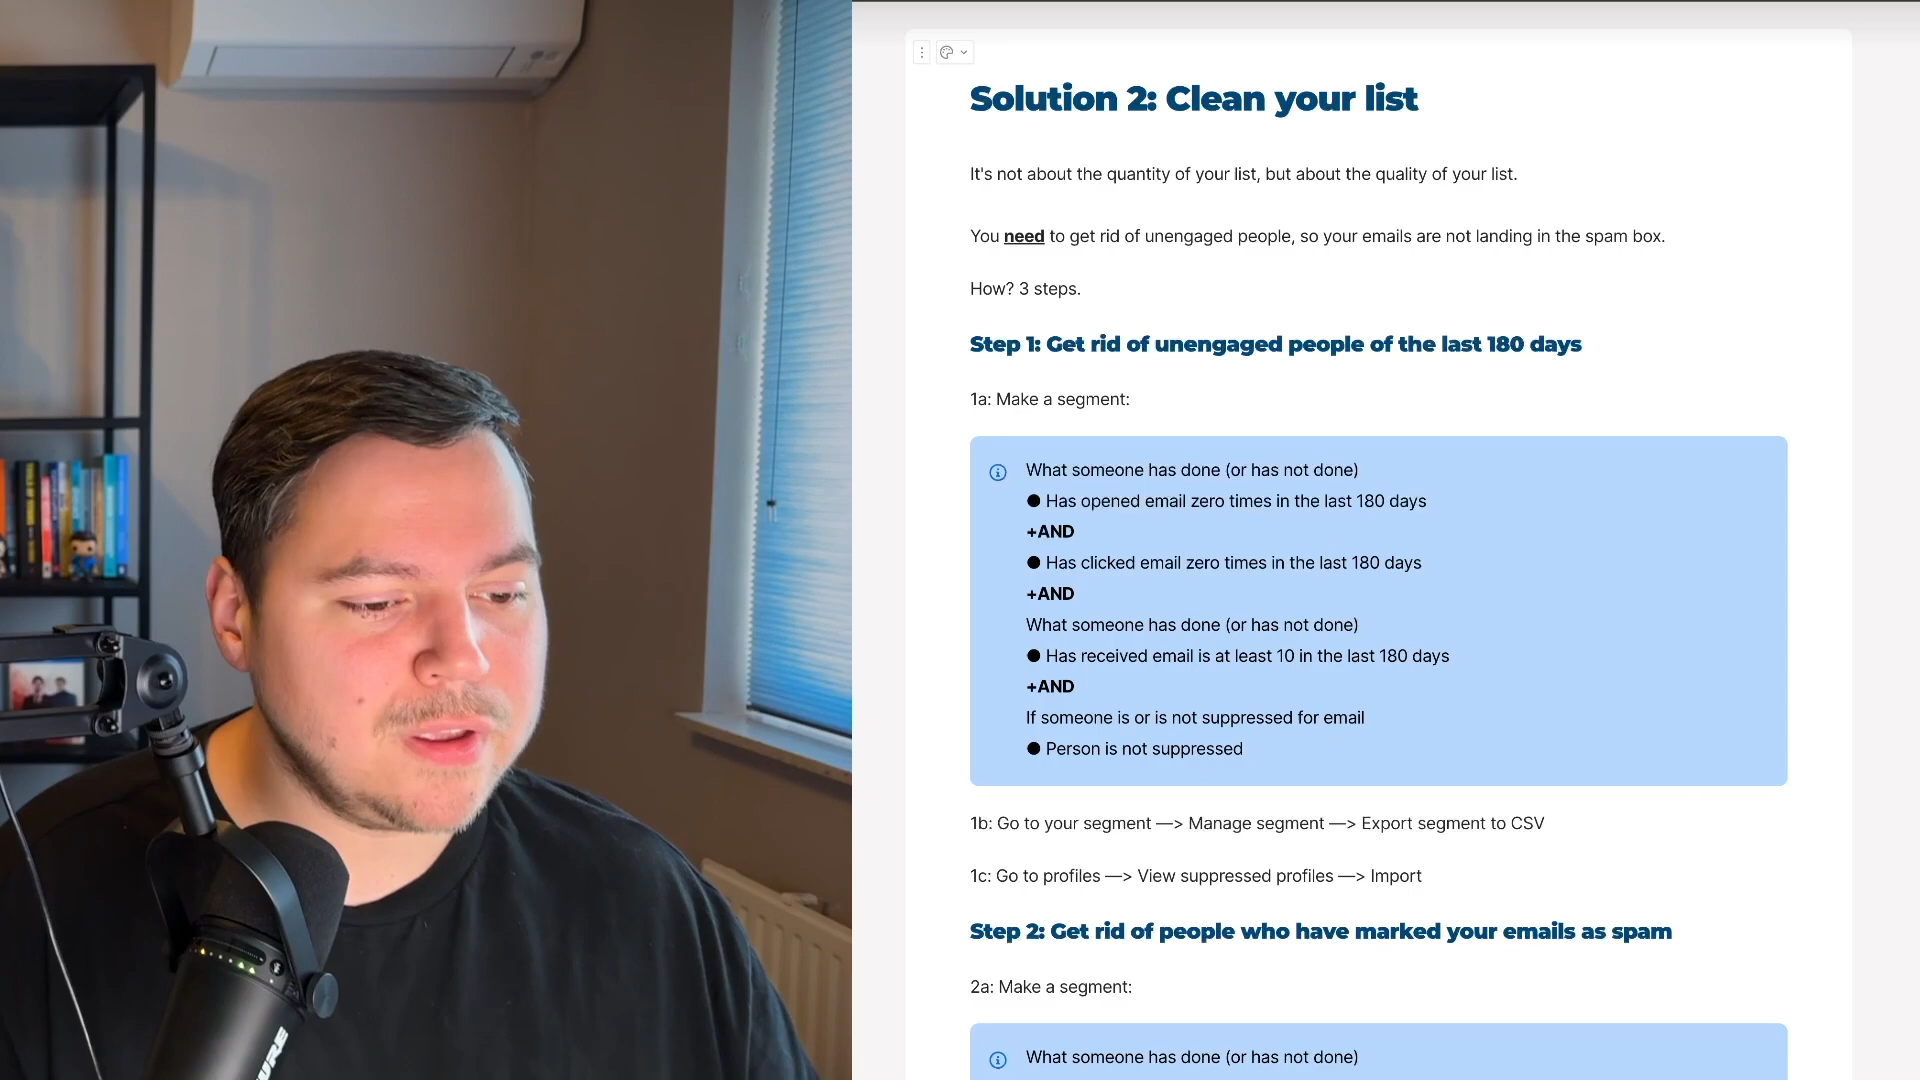 Solution 2: Clean your list
It's not about the quantity of your list, but about the quality of your list.
You need to get rid of unengaged people, so your emails are not landing in the spam box.
How? 3 steps.
Step 1: Get rid of unengaged people of the last 180 days
1a: Make a segment:
What someone has done (or has not done)
● Has opened email zero times in the last 180 days
+AND
● Has clicked email zero times in the last 180 days
+AND
What someone has done (or has not done)
● Has received email is at least 10 in the last 180 days
+AND
If someone is or is not suppressed for email
● Person is not suppressed
1b: Go to your segment —> Manage segment —> Export segment to CSV
1c: Go to profiles —> View suppressed profiles —> Import
Step 2: Get rid of people who have marked your emails as spam
2a: Make a segment:
What someone has done (or has not done)